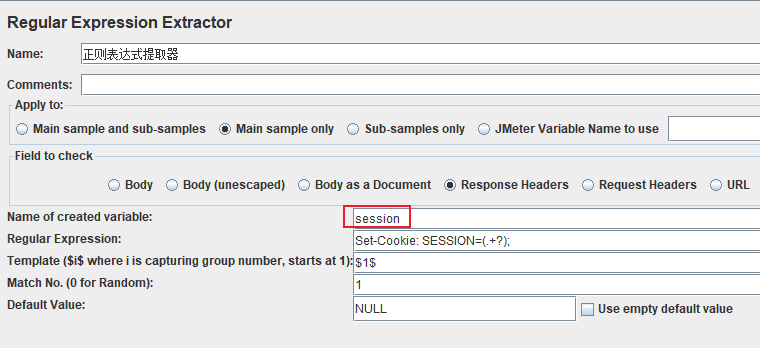 Regular Expression Extractor
Name: 正则表达式提取器
Comments:
Apply to:
Main sample and sub-samples Main sample only Sub-samples only JMeter Variable Name to use
Field to check
Body Body (unescaped) Body as a Document Response Headers Request Headers URL
Name of created variable: session
Regular Expression: Set-Cookie: SESSION=(.+?);
Template ($i$ where i is capturing group number, starts at 1): $1$
Match No. (0 for Random): 1
Default Value: NULL Use empty default value